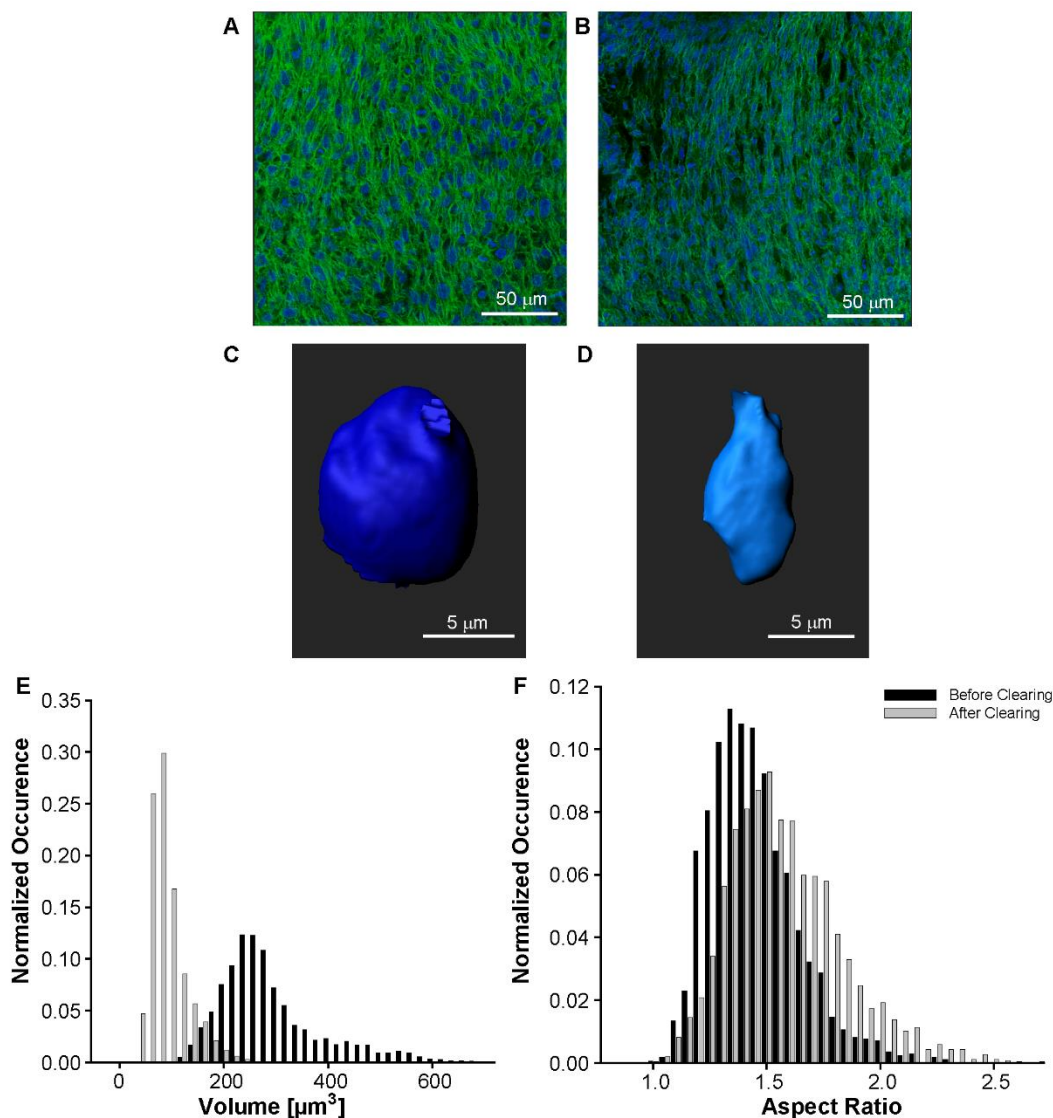 A
B
50 μm
50 μm
C
D
5 μm
5 μm
E
F
0.35
0.30
0.25
0.20
0.15
0.10
0.05
0.00
Normalized Occurence
0
200
400
600
Volume [μm³]
0.12
0.10
0.08
0.06
0.04
0.02
0.00
Normalized Occurence
1.0
1.5
2.0
2.5
Aspect Ratio
Before Clearing
After Clearing